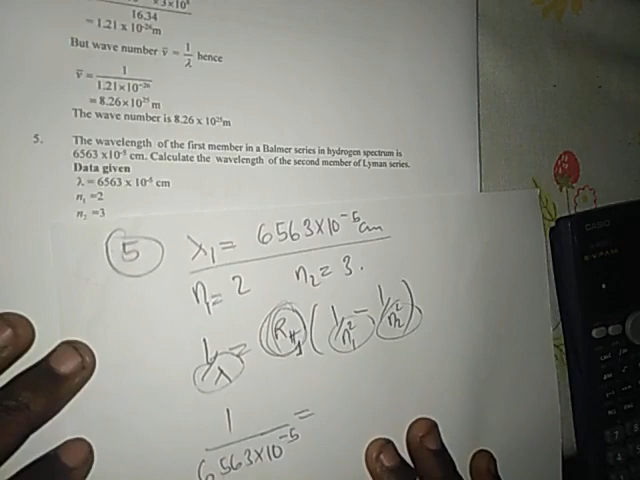 ×3×10⁸
16.34
= 1.21 x 10⁻²⁶m
But wave number ν̅ = 1/λ hence
ν̅ = 1/1.21×10⁻²⁶
= 8.26×10²⁵ m
The wave number is 8.26 x 10²⁵m
5. The wavelength of the first member in a Balmer series in hydrogen spectrum is
6563 x10⁻⁵ cm. Calculate the wavelength of the second member of Lyman series.
Data given
λ = 6563 x 10⁻⁵ cm
n₁ =2
n₂ =3
5 λ₁ = 6563×10⁻⁵cm
n₁= 2 n₂= 3.
1/λ = R_H (1/n₁² - 1/n₂²)
1/6563×10⁻⁵ =
CASIO